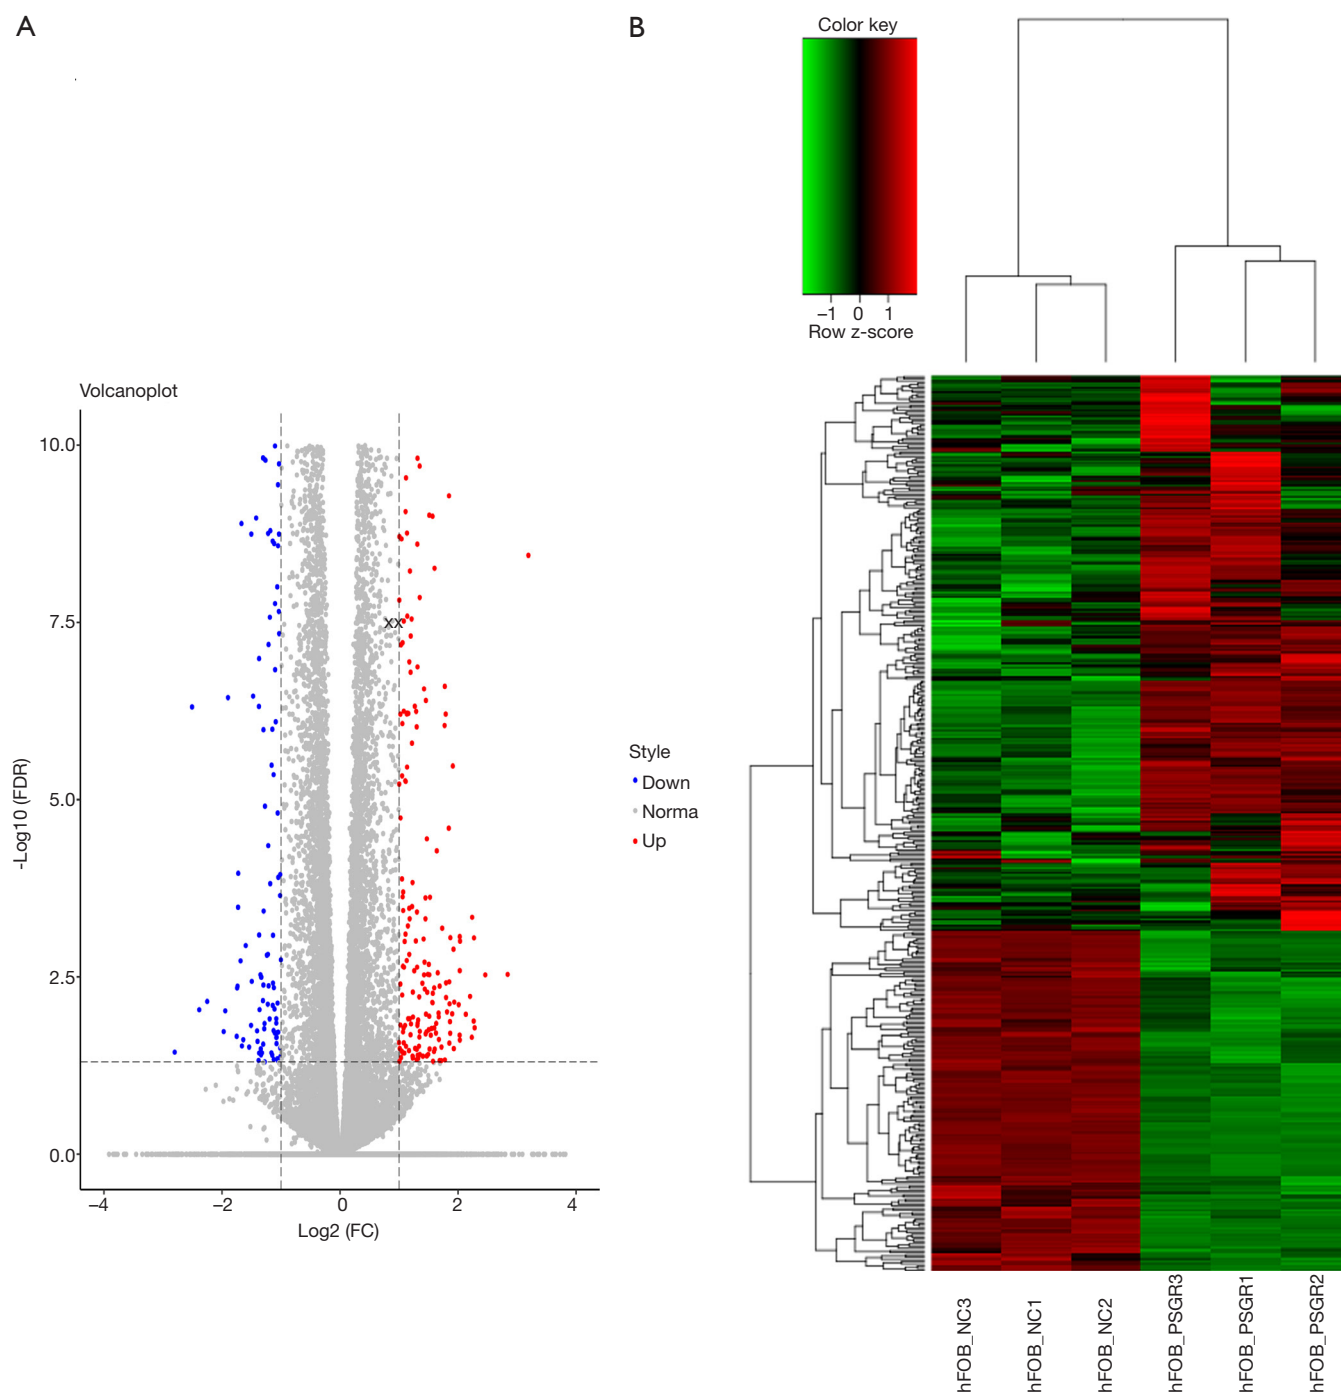 A
B
Color key
−1 0 1
Row z-score
Volcanoplot
10.0
7.5
5.0
2.5
0.0
-Log10 (FDR)
xx
−4 −2 0 2 4
Log2 (FC)
Style
Down
Norma
Up
hFOB_NC3
hFOB_NC1
hFOB_NC2
hFOB_PSGR3
hFOB_PSGR1
hFOB_PSGR2